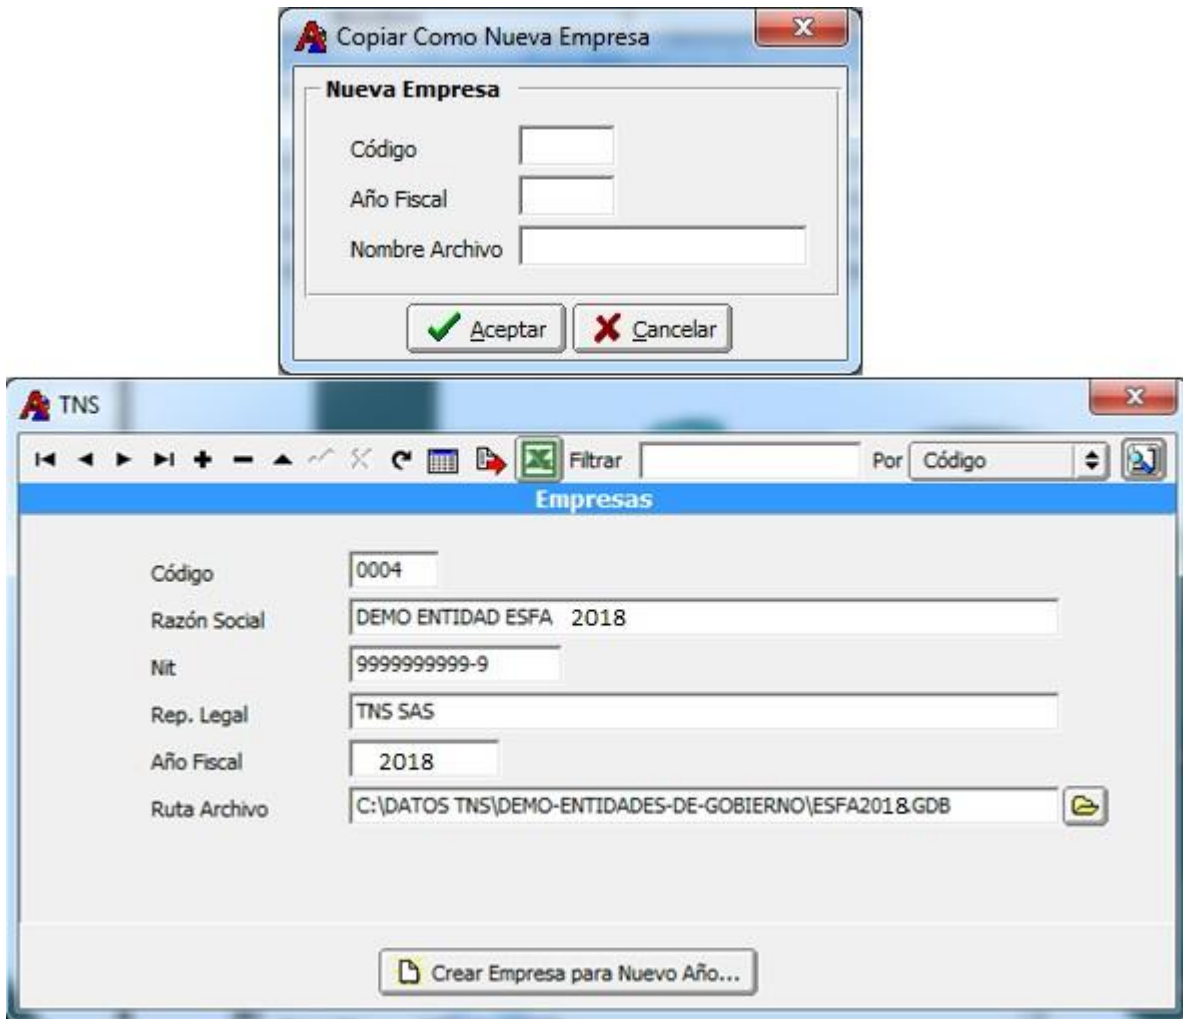 Copiar Como Nueva Empresa
Nueva Empresa
Código
Año Fiscal
Nombre Archivo
Aceptar Cancelar
TNS
Filtrar Por Código
Empresas
Código 0004
Razón Social DEMO ENTIDAD ESFA 2018
Nit 9999999999-9
Rep. Legal TNS SAS
Año Fiscal 2018
Ruta Archivo C:\DATOS TNS\DEMO-ENTIDADES-DE-GOBIERNO\ESFA2018.GDB
Crear Empresa para Nuevo Año...